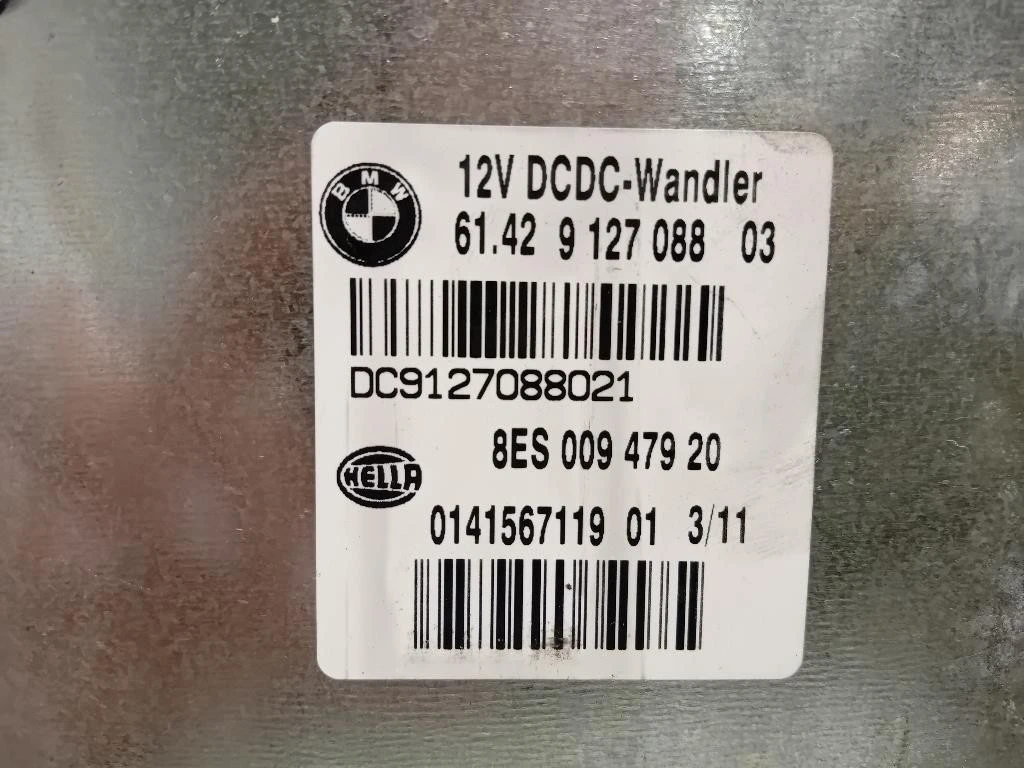 BMW
12V DCDC-Wandler
61.42 9 127 088 03
DC9127088021
8ES 009 479 20
HELLA
0141567119 01 3/11